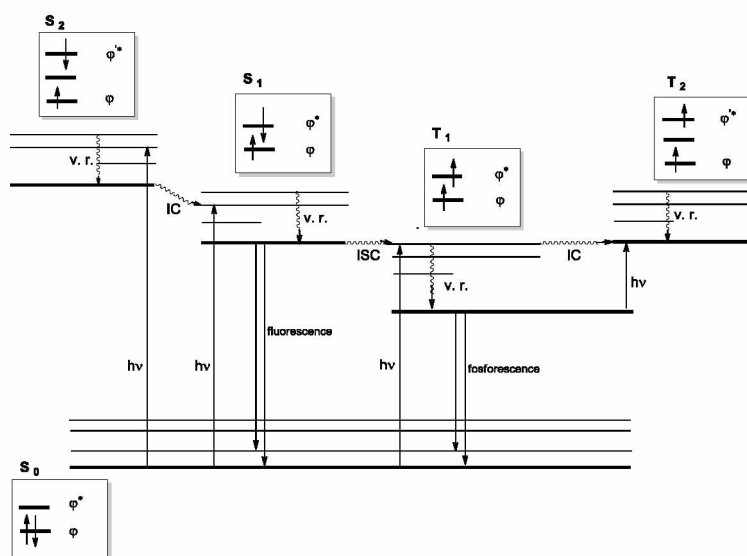 S2
φ'*
φ
S1
φ*
φ
T1
φ*
φ
T2
φ'*
φ
v. r.
IC
v. r.
ISC
v. r.
IC
v. r.
hν
fluorescence
fosforescence
hν
hν
hν
S0
φ*
φ